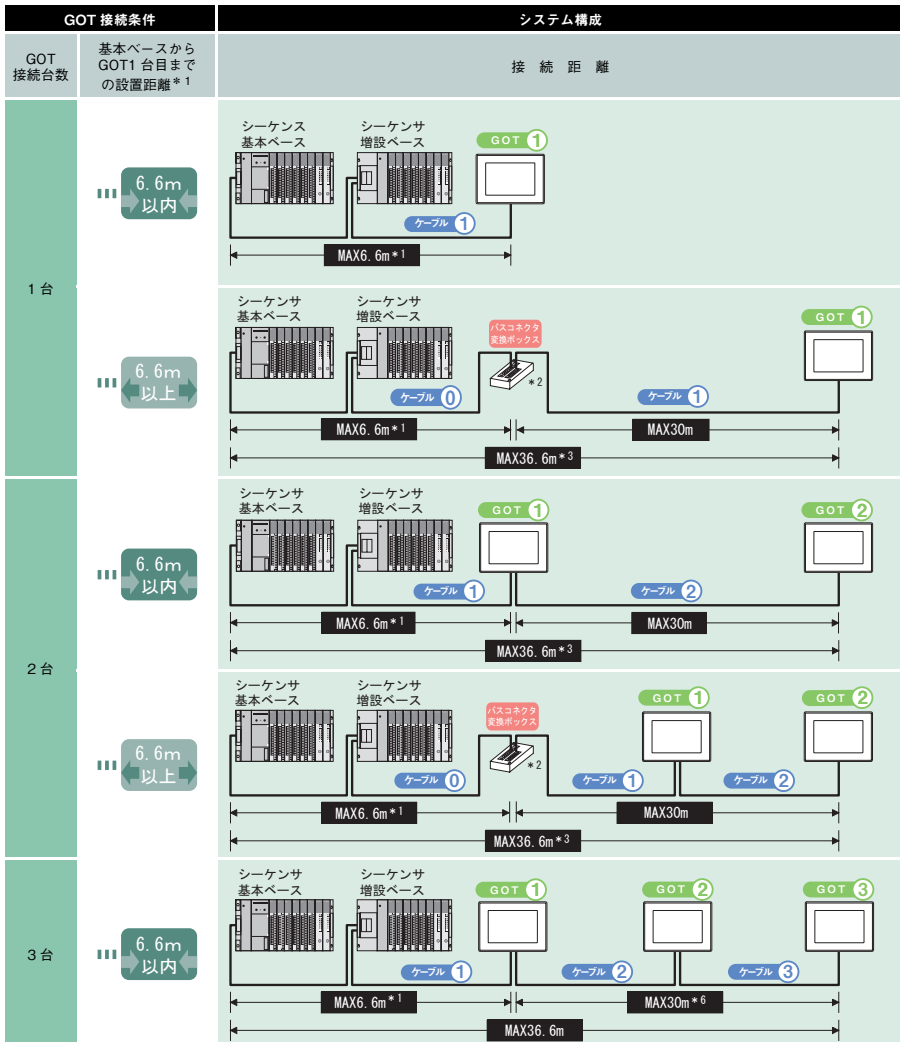 GOT 接続条件
システム構成
GOT
接続台数
基本ベースから
GOT1 台目まで
の設置距離*1
接続距離
1 台
6.6m
以内
シーケンス
基本ベース
シーケンサ
増設ベース
GOT 1
ケーブル 1
MAX6.6m*1
6.6m
以上
シーケンサ
基本ベース
シーケンサ
増設ベース
バスコネクタ
変換ボックス
*2
GOT 1
ケーブル 0
ケーブル 1
MAX6.6m*1
MAX30m
MAX36.6m*3
2 台
6.6m
以内
シーケンサ
基本ベース
シーケンサ
増設ベース
GOT 1
GOT 2
ケーブル 1
ケーブル 2
MAX6.6m*1
MAX30m
MAX36.6m*3
6.6m
以上
シーケンサ
基本ベース
シーケンサ
増設ベース
バスコネクタ
変換ボックス
*2
GOT 1
GOT 2
ケーブル 0
ケーブル 1
ケーブル 2
MAX6.6m*1
MAX30m
MAX36.6m*3
3 台
6.6m
以内
シーケンサ
基本ベース
シーケンサ
増設ベース
GOT 1
GOT 2
GOT 3
ケーブル 1
ケーブル 2
ケーブル 3
MAX6.6m*1
MAX30m*6
MAX36.6m